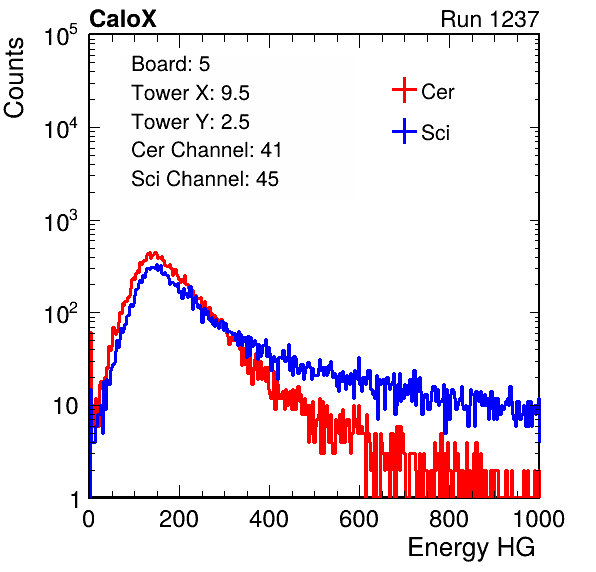 CaloX Run 1237
Counts
Board: 5
Tower X: 9.5
Tower Y: 2.5
Cer Channel: 41
Sci Channel: 45
Cer
Sci
10^5
10^4
10^3
10^2
10
1
0 200 400 600 800 1000
Energy HG